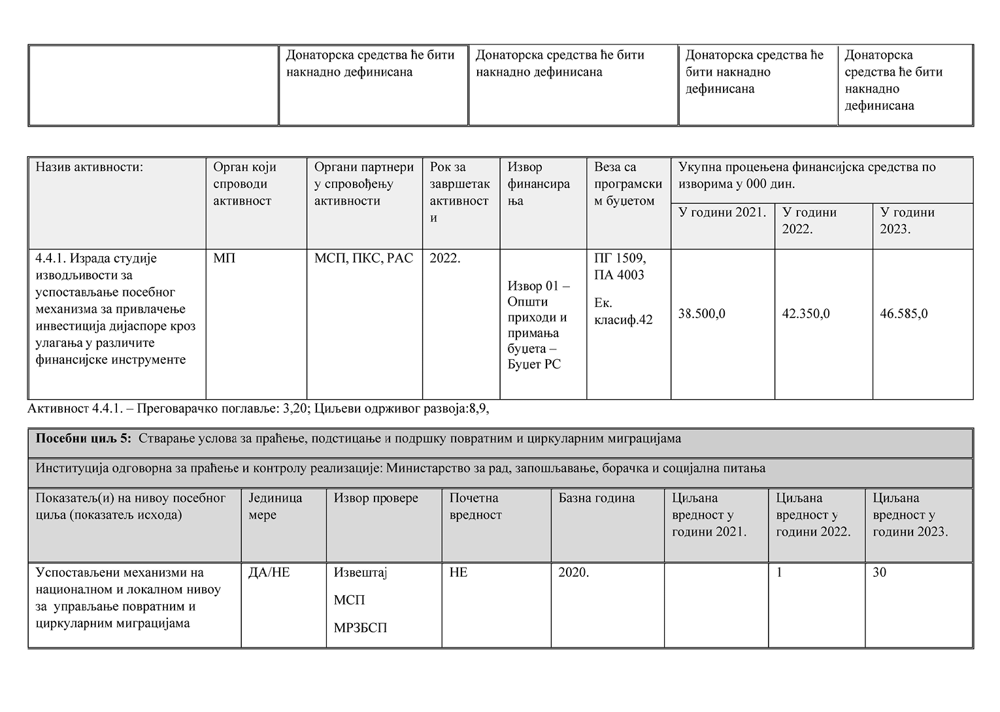 Донаторска средства ће бити
накнадно дефинисана
Донаторска средства ће бити
накнадно дефинисана
Донаторска средства ће
бити накнадно
дефинисана
Донаторска
средства ће бити
накнадно
дефинисана
Назив активности:
Орган који
спроводи
активност
Органи партнери
у спровођењу
активности
Рок за
завршетак
активност
и
Извор
финансира
ња
Веза са
програмски
м буџетом
Укупна процењена финансијска средства по
изворима у 000 дин.
У години 2021.
У години
2022.
У години
2023.
4.4.1. Израда студије
изводљивости за
успостављање посебног
механизма за привлачење
инвестиција дијаспоре кроз
улагања у различите
финансијске инструменте
МП
МСП, ПКС, РАС
2022.
Извор 01 –
Општи
приходи и
примања
буџета –
Буџет РС
ПГ 1509,
ПА 4003
Ек.
класиф.42
38.500,0
42.350,0
46.585,0
Активност 4.4.1. – Преговарачко поглавље: 3,20; Циљеви одрживог развоја:8,9,
Посебни циљ 5: Стварање услова за праћење, подстицање и подршку повратним и циркуларним миграцијама
Институција одговорна за праћење и контролу реализације: Министарство за рад, запошљавање, борачка и социјална питања
Показатељ(и) на нивоу посебног
циља (показатељ исхода)
Јединица
мере
Извор провере
Почетна
вредност
Базна година
Циљана
вредност у
години 2021.
Циљана
вредност у
години 2022.
Циљана
вредност у
години 2023.
Успостављени механизми на
националном и локалном нивоу
за управљање повратним и
циркуларним миграцијама
ДА/НЕ
Извештај
МСП
МРЗБСП
НЕ
2020.
1
30